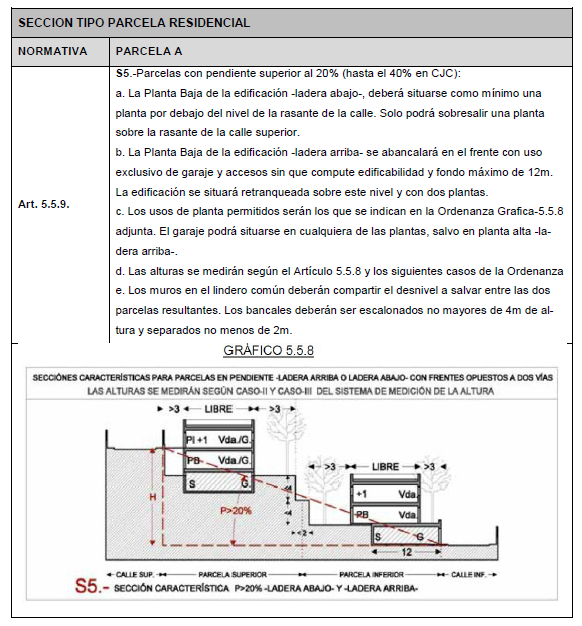 SECCION TIPO PARCELA RESIDENCIAL
NORMATIVA PARCELA A
Art. 5.5.9.
S5.-Parcelas con pendiente superior al 20% (hasta el 40% en CJC):
a. La Planta Baja de la edificación -ladera abajo-, deberá situarse como mínimo una
planta por debajo del nivel de la rasante de la calle. Solo podrá sobresalir una planta
sobre la rasante de la calle superior.
b. La Planta Baja de la edificación -ladera arriba- se abancalará en el frente con uso
exclusivo de garaje y accesos sin que compute edificabilidad y fondo máximo de 12m.
La edificación se situará retranqueada sobre este nivel y con dos plantas.
c. Los usos de planta permitidos serán los que se indican en la Ordenanza Grafica-5.5.8
adjunta. El garaje podrá situarse en cualquiera de las plantas, salvo en planta alta -la-
dera arriba-.
d. Las alturas se medirán según el Artículo 5.5.8 y los siguientes casos de la Ordenanza
e. Los muros en el lindero común deberán compartir el desnivel a salvar entre las dos
parcelas resultantes. Los bancales deberán ser escalonados no mayores de 4m de al-
tura y separados no menos de 2m.
GRÀFICO 5.5.8
SECCIÓNES CARACTERÍSTICAS PARA PARCELAS EN PENDIENTE -LADERA ARRIBA O LADERA ABAJO- CON FRENTES OPUESTOS A DOS VÍAS
LAS ALTURAS SE MEDIRÁN SEGÚN CASO-II Y CASO-III DEL SISTEMA DE MEDICIÓN DE LA ALTURA
>3 LIBRE >3
PI +1 Vda./G.
PB Vda./G.
S G.
H
P>20%
<4
<4
<2
>3 LIBRE >3
+1 Vda.
PB Vda.
S G
12
CALLE SUP. PARCELA SUPERIOR PARCELA INFERIOR CALLE INF.
S5.- SECCIÓN CARACTERÍSTICA P>20% -LADERA ABAJO- Y -LADERA ARRIBA-